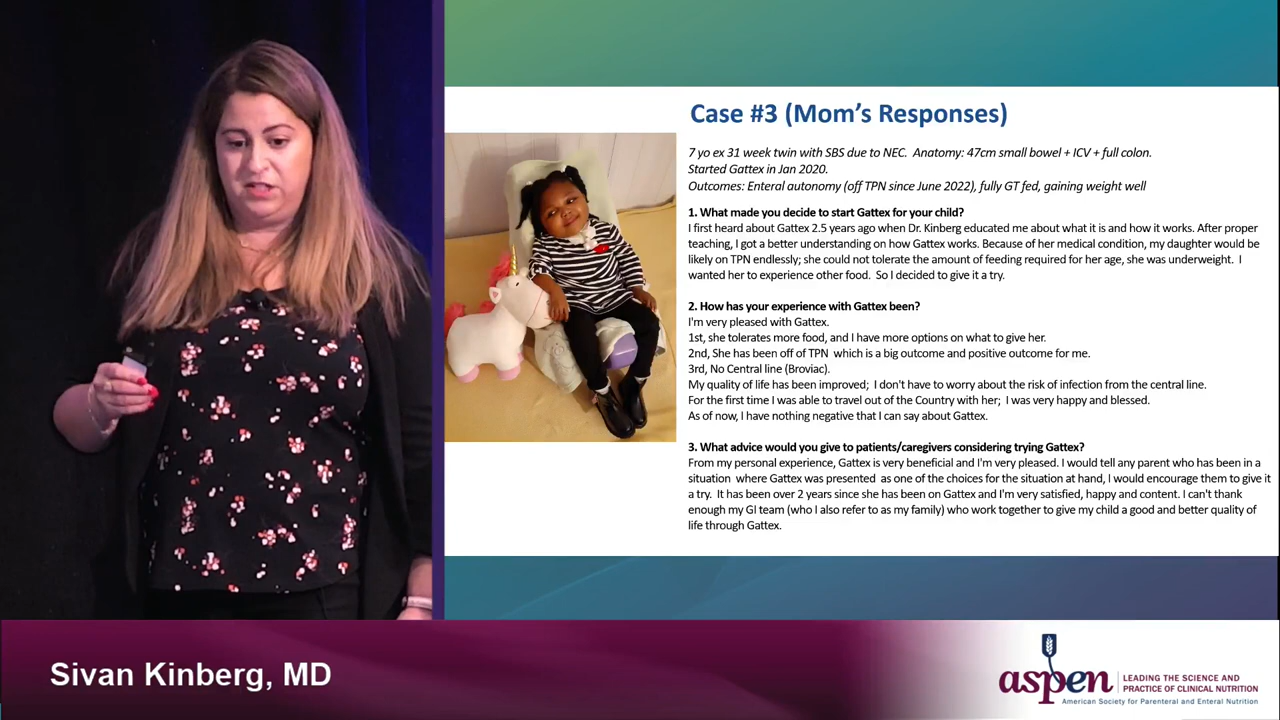 Case #3 (Mom's Responses)
7 yo ex 31 week twin with SBS due to NEC. Anatomy: 47cm small bowel + ICV + full colon.
Started Gattex in Jan 2020.
Outcomes: Enteral autonomy (off TPN since June 2022), fully GT fed, gaining weight well
1. What made you decide to start Gattex for your child?
I first heard about Gattex 2.5 years ago when Dr. Kinberg educated me about what it is and how it works. After proper
teaching, I got a better understanding on how Gattex works. Because of her medical condition, my daughter would be
likely on TPN endlessly; she could not tolerate the amount of feeding required for her age, she was underweight. I
wanted her to experience other food. So I decided to give it a try.
2. How has your experience with Gattex been?
I'm very pleased with Gattex.
1st, she tolerates more food, and I have more options on what to give her.
2nd, She has been off of TPN which is a big outcome and positive outcome for me.
3rd, No Central line (Broviac).
My quality of life has been improved; I don't have to worry about the risk of infection from the central line.
For the first time I was able to travel out of the Country with her; I was very happy and blessed.
As of now, I have nothing negative that I can say about Gattex.
3. What advice would you give to patients/caregivers considering trying Gattex?
From my personal experience, Gattex is very beneficial and I'm very pleased. I would tell any parent who has been in a
situation where Gattex was presented as one of the choices for the situation at hand, I would encourage them to give it
a try. It has been over 2 years since she has been on Gattex and I'm very satisfied, happy and content. I can't thank
enough my GI team (who I also refer to as my family) who work together to give my child a good and better quality of
life through Gattex.
Sivan Kinberg, MD
aspen
LEADING THE SCIENCE AND
PRACTICE OF CLINICAL NUTRITION
American Society for Parenteral and Enteral Nutrition